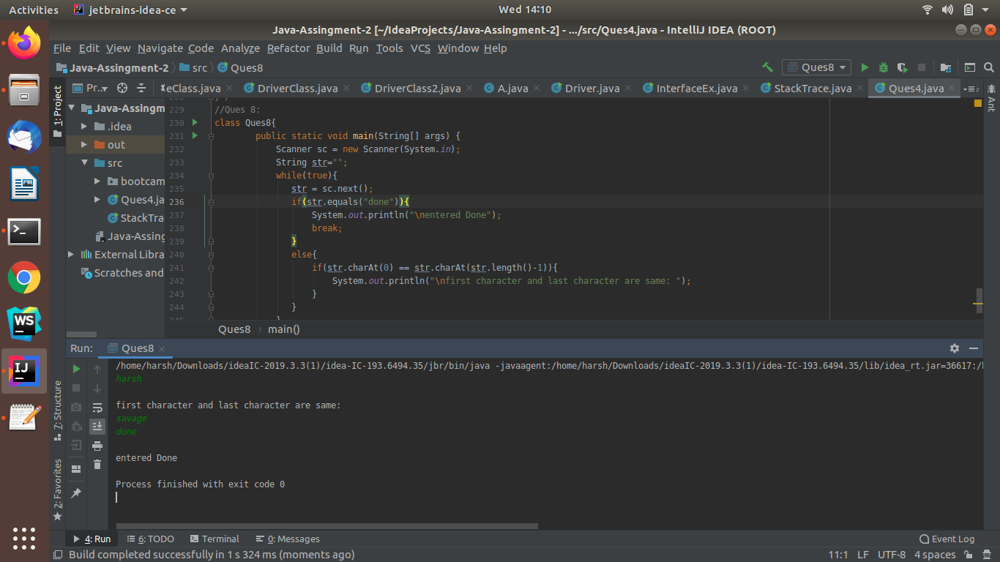 Activities jetbrains-idea-ce Wed 14:10
Java-Assingment-2 [~/IdeaProjects/Java-Assingment-2] - .../src/Ques4.java - IntelliJ IDEA (ROOT)
File Edit View Navigate Code Analyze Refactor Build Run Tools VCS Window Help
Java-Assingment-2 src Ques8 Ques8
Pr... eClass.java DriverClass.java DriverClass2.java A.java Driver.java InterfaceEx.java StackTrace.java Ques4.java
1: Project
Java-Assingm
.idea
out
src
bootcam
Ques4.ja
StackTra
Java-Assing
External Libra
Scratches and
Ant
229 //Ques 8:
230 class Ques8{
231 public static void main(String[] args) {
232 Scanner sc = new Scanner(System.in);
233 String str="";
234 while(true){
235 str = sc.next();
236 if(str.equals("done")){
237 System.out.println("\nentered Done");
238 break;
239 }
240 else{
241 if(str.charAt(0) == str.charAt(str.length()-1)){
242 System.out.println("\nfirst character and last character are same: ");
243 }
244 }
Ques8 › main()
Run: Ques8
/home/harsh/Downloads/ideaIC-2019.3.3(1)/idea-IC-193.6494.35/jbr/bin/java -javaagent:/home/harsh/Downloads/ideaIC-2019.3.3(1)/idea-IC-193.6494.35/lib/idea_rt.jar=36617:/
harsh
first character and last character are same:
savage
done
entered Done
Process finished with exit code 0
7: Structure
2: Favorites
4: Run 6: TODO Terminal 0: Messages Event Log
Build completed successfully in 1 s 324 ms (moments ago) 11:1 LF UTF-8 4 spaces